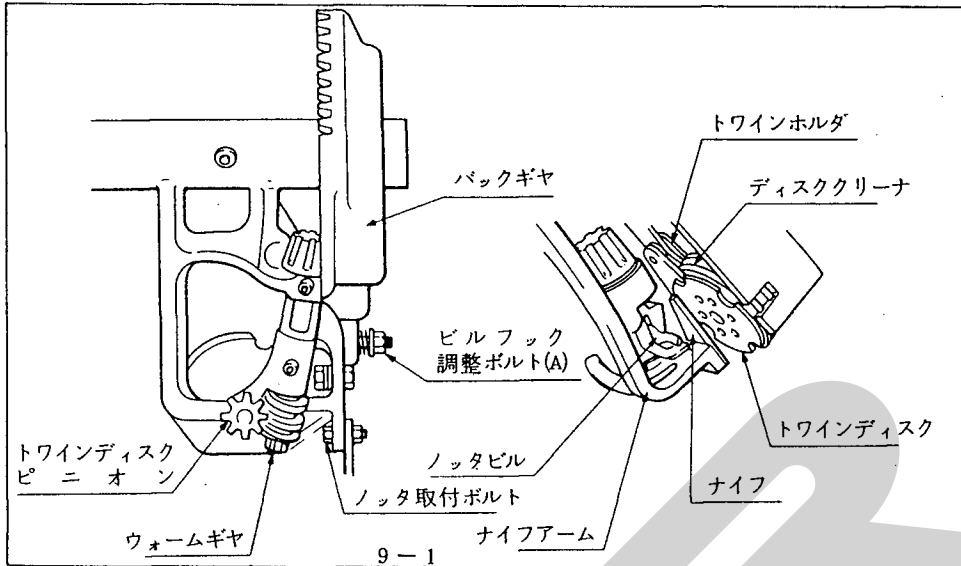 トワインホルダ
ディスククリーナ
バックギヤ
ビルフック
調整ボルト(A)
トワインディスク
ピニオン
ノッタビル
トワインディスク
ノッタ取付ボルト
ナイフ
ウォームギヤ
ナイフアーム
9-1